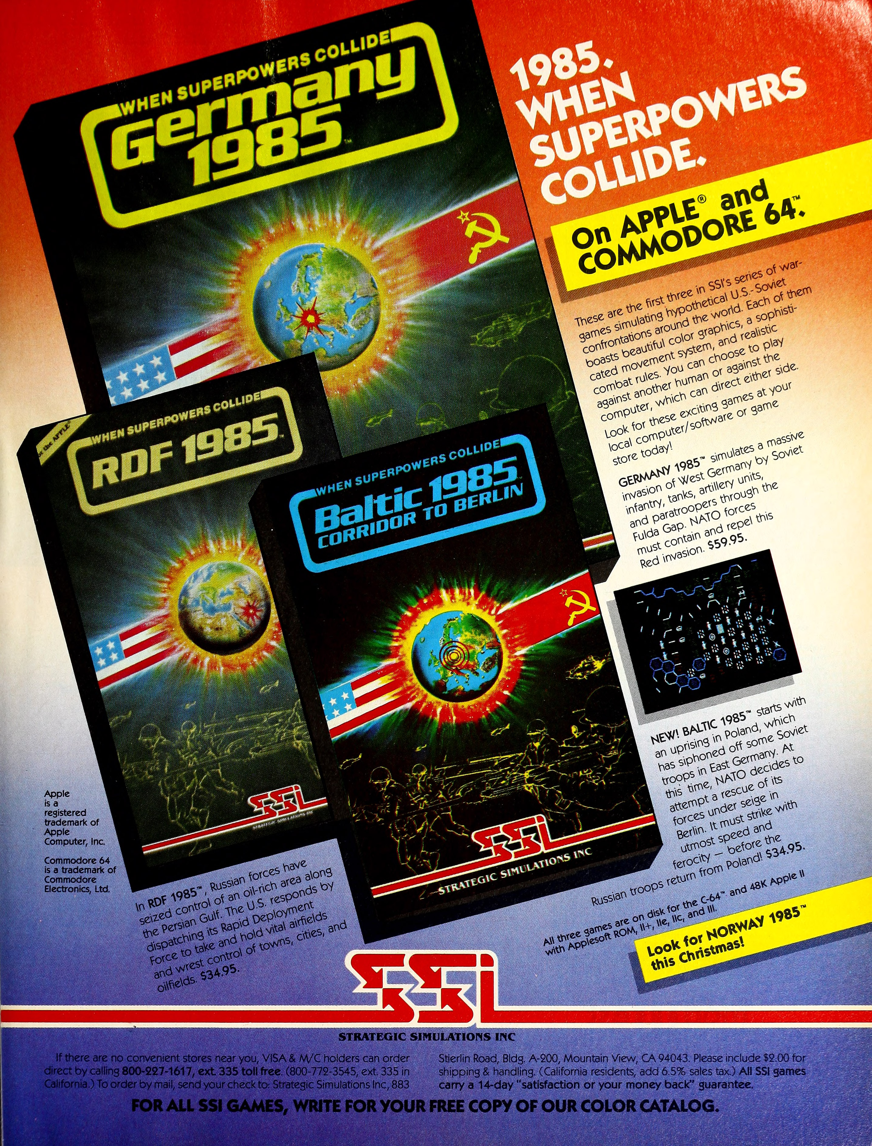 WHEN SUPERPOWERS COLLIDE
Germany
1985™
1985.
WHEN
SUPERPOWERS
COLLIDE.
On APPLE® and
COMMODORE 64™.
These are the first three in SSI's series of war-
games simulating hypothetical U.S.-Soviet
confrontations around the world. Each of them
boasts beautiful color graphics, a sophisti-
cated movement system, and realistic
combat rules. You can choose to play
against another human or against the
computer, which can direct either side.
Look for these exciting games at your
local computer/software or game
store today!
GERMANY 1985™ simulates a massive
invasion of West Germany by Soviet
infantry, tanks, artillery units,
and paratroopers through the
Fulda Gap. NATO forces
must contain and repel this
Red invasion. $59.95.
the APPLE®
WHEN SUPERPOWERS COLLIDE
RDF 1985™
WHEN SUPERPOWERS COLLIDE
Baltic 1985™
CORRIDOR TO BERLIN
NEW! BALTIC 1985™ starts with
an uprising in Poland, which
has siphoned off some Soviet
troops in East Germany. At
this time, NATO decides to
attempt a rescue of its
forces under seige in
Berlin. It must strike with
utmost speed and
ferocity — before the
Russian troops return from Poland! $34.95.
SSI
STRATEGIC SIMULATIONS INC
SSI
STRATEGIC SIMULATIONS INC
Apple
is a
registered
trademark of
Apple
Computer, Inc.
Commodore 64
is a trademark of
Commodore
Electronics, Ltd.
In RDF 1985™, Russian forces have
seized control of an oil-rich area along
the Persian Gulf. The U.S. responds by
dispatching its Rapid Deployment
Force to take and hold vital airfields
and wrest control of towns, cities, and
oilfields. $34.95.
All three games are on disk for the C-64™ and 48K Apple II
with Applesoft ROM, II+, IIe, IIc, and III.
Look for NORWAY 1985™
this Christmas!
SSI
STRATEGIC SIMULATIONS INC
If there are no convenient stores near you, VISA & M/C holders can order
direct by calling 800-227-1617, ext. 335 toll free. (800-772-3545, ext. 335 in
California.) To order by mail, send your check to: Strategic Simulations Inc, 883
Stierlin Road, Bldg. A-200, Mountain View, CA 94043. Please include $2.00 for
shipping & handling. (California residents, add 6.5% sales tax.) All SSI games
carry a 14-day "satisfaction or your money back" guarantee.
FOR ALL SSI GAMES, WRITE FOR YOUR FREE COPY OF OUR COLOR CATALOG.